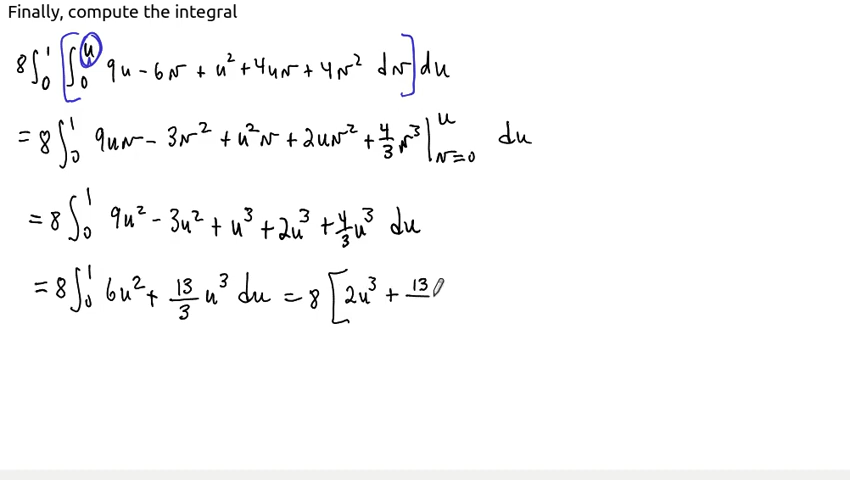 Finally, compute the integral
8∫₀¹ [∫₀ᵘ 9u − 6v + u² + 4uv + 4v² dv] du
= 8∫₀¹ 9uv − 3v² + u²v + 2uv² + 4/3 v³ |ᵘᵥ₌₀ du
= 8∫₀¹ 9u² − 3u² + u³ + 2u³ + 4/3 u³ du
= 8∫₀¹ 6u² + 13/3 u³ du = 8[2u³ + 13/